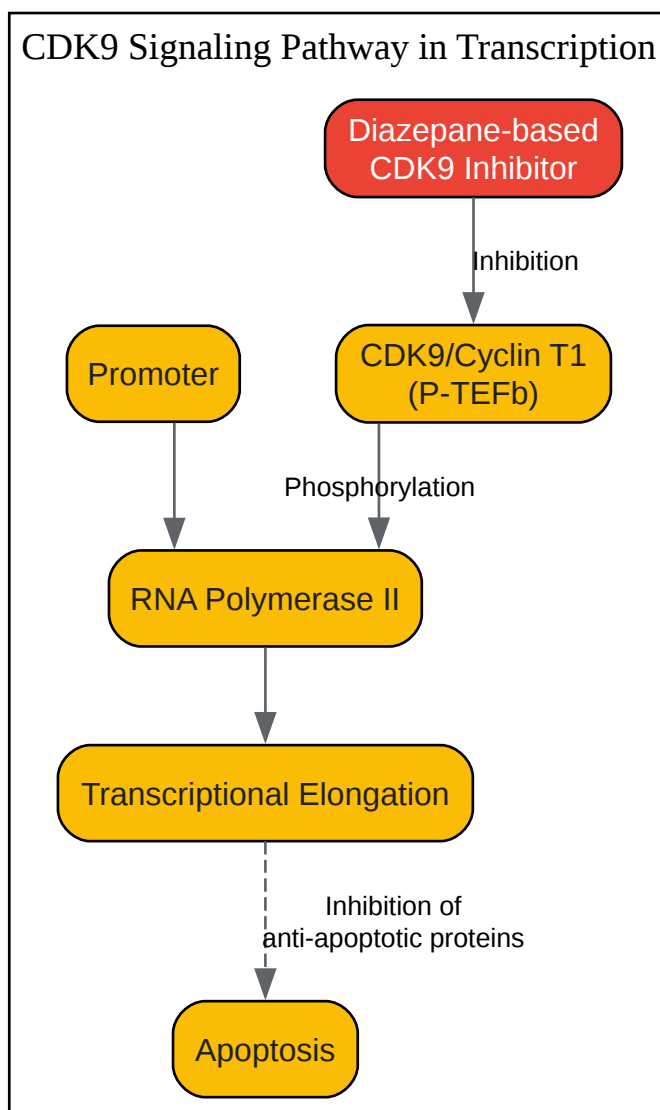 CDK9 Signaling Pathway in Transcription
Diazepane-based
CDK9 Inhibitor
Inhibition
Promoter
CDK9/Cyclin T1
(P-TEFb)
Phosphorylation
RNA Polymerase II
Transcriptional Elongation
Inhibition of
anti-apoptotic proteins
Apoptosis